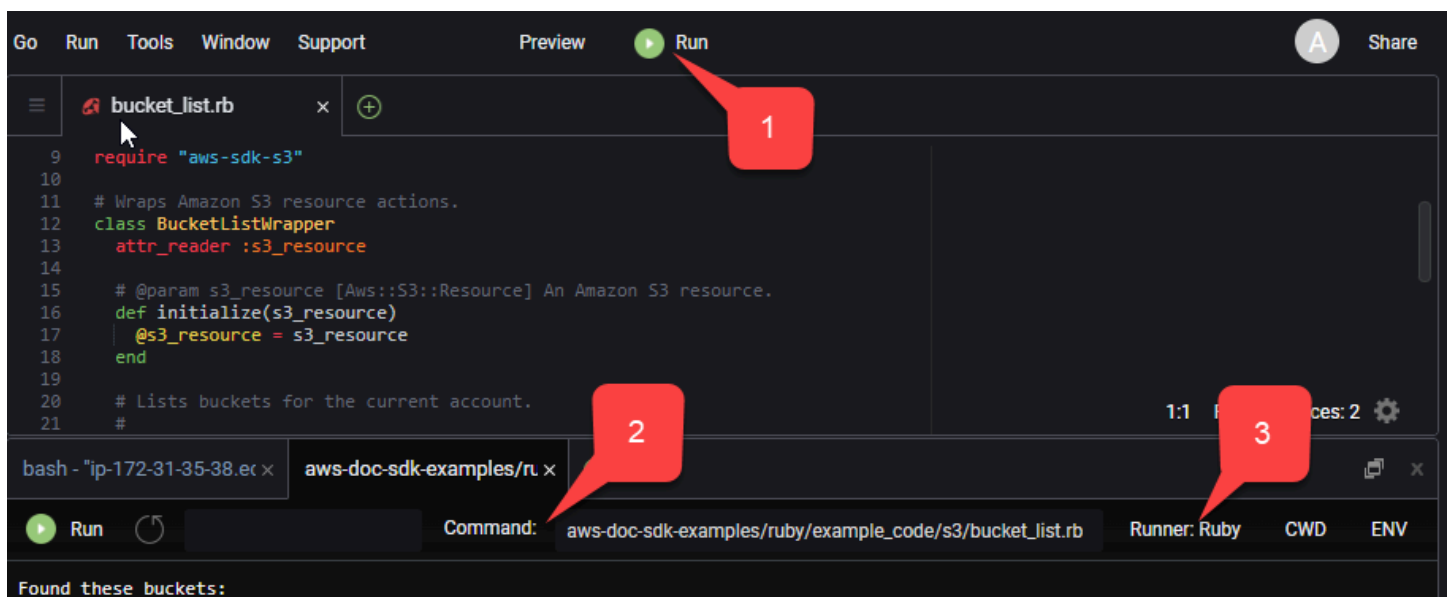 Go Run Tools Window Support Preview Run A Share
bucket_list.rb ×
1
9 require "aws-sdk-s3"
10
11 # Wraps Amazon S3 resource actions.
12 class BucketListWrapper
13 attr_reader :s3_resource
14
15 # @param s3_resource [Aws::S3::Resource] An Amazon S3 resource.
16 def initialize(s3_resource)
17 @s3_resource = s3_resource
18 end
19
20 # Lists buckets for the current account.
21 #
1:1 ces: 2
2
3
bash - "ip-172-31-35-38.ec × aws-doc-sdk-examples/ru ×
Run Command: aws-doc-sdk-examples/ruby/example_code/s3/bucket_list.rb Runner: Ruby CWD ENV
Found these buckets: